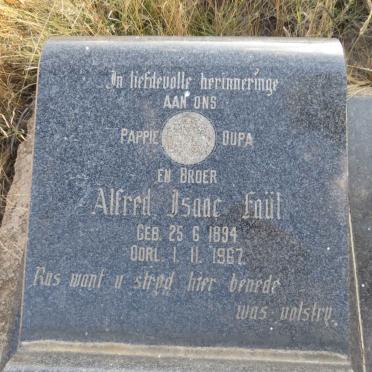 In liefdevolle herinneringe
AAN ONS
PAPPIE OUPA
EN BROER
Alfred Isaac
GEB. 25 6 1894
OORL. 1. 11. 1967.
Rus want u stryd hier benede
was volstry.